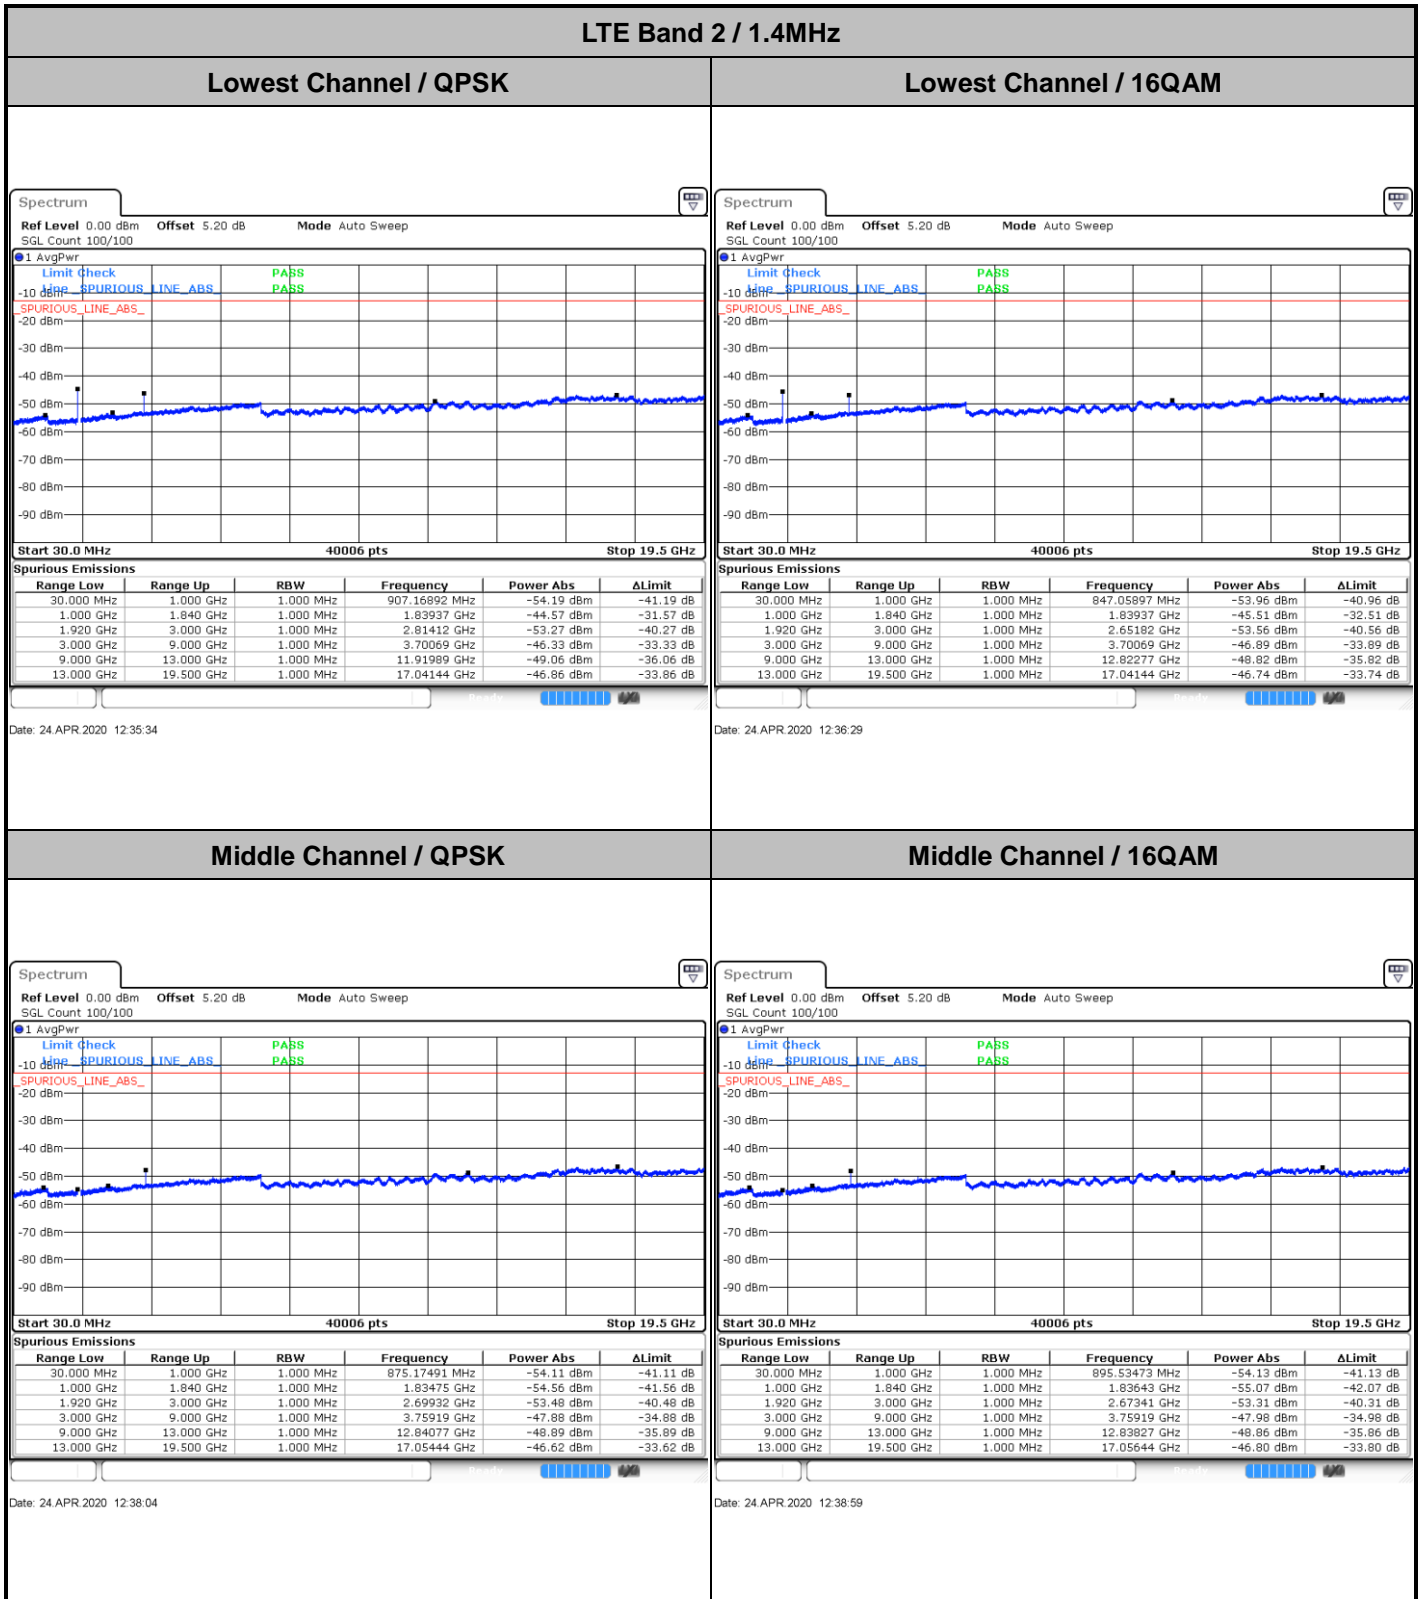 LTE Band 2 / 1.4MHz
Lowest Channel / QPSK
Lowest Channel / 16QAM
Spectrum
Ref Level 0.00 dBm Offset 5.20 dB Mode Auto Sweep
SGL Count 100/100
1 AvgPwr
Limit Check PASS
Line _SPURIOUS_LINE_ABS_ PASS
-10 dBm
_SPURIOUS_LINE_ABS_
-20 dBm
-30 dBm
-40 dBm
-50 dBm
-60 dBm
-70 dBm
-80 dBm
-90 dBm
Start 30.0 MHz 40006 pts Stop 19.5 GHz
Spurious Emissions
Range Low Range Up RBW Frequency Power Abs ΔLimit
30.000 MHz 1.000 GHz 1.000 MHz 907.16892 MHz -54.19 dBm -41.19 dB
1.000 GHz 1.840 GHz 1.000 MHz 1.83937 GHz -44.57 dBm -31.57 dB
1.920 GHz 3.000 GHz 1.000 MHz 2.81412 GHz -53.27 dBm -40.27 dB
3.000 GHz 9.000 GHz 1.000 MHz 3.70069 GHz -46.33 dBm -33.33 dB
9.000 GHz 13.000 GHz 1.000 MHz 11.91989 GHz -49.06 dBm -36.06 dB
13.000 GHz 19.500 GHz 1.000 MHz 17.04144 GHz -46.86 dBm -33.86 dB
Ready
Date: 24.APR.2020 12:35:34
Spectrum
Ref Level 0.00 dBm Offset 5.20 dB Mode Auto Sweep
SGL Count 100/100
1 AvgPwr
Limit Check PASS
Line _SPURIOUS_LINE_ABS_ PASS
-10 dBm
_SPURIOUS_LINE_ABS_
-20 dBm
-30 dBm
-40 dBm
-50 dBm
-60 dBm
-70 dBm
-80 dBm
-90 dBm
Start 30.0 MHz 40006 pts Stop 19.5 GHz
Spurious Emissions
Range Low Range Up RBW Frequency Power Abs ΔLimit
30.000 MHz 1.000 GHz 1.000 MHz 847.05897 MHz -53.96 dBm -40.96 dB
1.000 GHz 1.840 GHz 1.000 MHz 1.83937 GHz -45.51 dBm -32.51 dB
1.920 GHz 3.000 GHz 1.000 MHz 2.65182 GHz -53.56 dBm -40.56 dB
3.000 GHz 9.000 GHz 1.000 MHz 3.70069 GHz -46.89 dBm -33.89 dB
9.000 GHz 13.000 GHz 1.000 MHz 12.82277 GHz -48.82 dBm -35.82 dB
13.000 GHz 19.500 GHz 1.000 MHz 17.04144 GHz -46.74 dBm -33.74 dB
Ready
Date: 24.APR.2020 12:36:29
Middle Channel / QPSK
Middle Channel / 16QAM
Spectrum
Ref Level 0.00 dBm Offset 5.20 dB Mode Auto Sweep
SGL Count 100/100
1 AvgPwr
Limit Check PASS
Line _SPURIOUS_LINE_ABS_ PASS
-10 dBm
_SPURIOUS_LINE_ABS_
-20 dBm
-30 dBm
-40 dBm
-50 dBm
-60 dBm
-70 dBm
-80 dBm
-90 dBm
Start 30.0 MHz 40006 pts Stop 19.5 GHz
Spurious Emissions
Range Low Range Up RBW Frequency Power Abs ΔLimit
30.000 MHz 1.000 GHz 1.000 MHz 875.17491 MHz -54.11 dBm -41.11 dB
1.000 GHz 1.840 GHz 1.000 MHz 1.83475 GHz -54.56 dBm -41.56 dB
1.920 GHz 3.000 GHz 1.000 MHz 2.69932 GHz -53.48 dBm -40.48 dB
3.000 GHz 9.000 GHz 1.000 MHz 3.75919 GHz -47.88 dBm -34.88 dB
9.000 GHz 13.000 GHz 1.000 MHz 12.84077 GHz -48.89 dBm -35.89 dB
13.000 GHz 19.500 GHz 1.000 MHz 17.05444 GHz -46.62 dBm -33.62 dB
Ready
Date: 24.APR.2020 12:38:04
Spectrum
Ref Level 0.00 dBm Offset 5.20 dB Mode Auto Sweep
SGL Count 100/100
1 AvgPwr
Limit Check PASS
Line _SPURIOUS_LINE_ABS_ PASS
-10 dBm
_SPURIOUS_LINE_ABS_
-20 dBm
-30 dBm
-40 dBm
-50 dBm
-60 dBm
-70 dBm
-80 dBm
-90 dBm
Start 30.0 MHz 40006 pts Stop 19.5 GHz
Spurious Emissions
Range Low Range Up RBW Frequency Power Abs ΔLimit
30.000 MHz 1.000 GHz 1.000 MHz 895.53473 MHz -54.13 dBm -41.13 dB
1.000 GHz 1.840 GHz 1.000 MHz 1.83643 GHz -55.07 dBm -42.07 dB
1.920 GHz 3.000 GHz 1.000 MHz 2.67341 GHz -53.31 dBm -40.31 dB
3.000 GHz 9.000 GHz 1.000 MHz 3.75919 GHz -47.98 dBm -34.98 dB
9.000 GHz 13.000 GHz 1.000 MHz 12.83827 GHz -48.86 dBm -35.86 dB
13.000 GHz 19.500 GHz 1.000 MHz 17.05644 GHz -46.80 dBm -33.80 dB
Ready
Date: 24.APR.2020 12:38:59